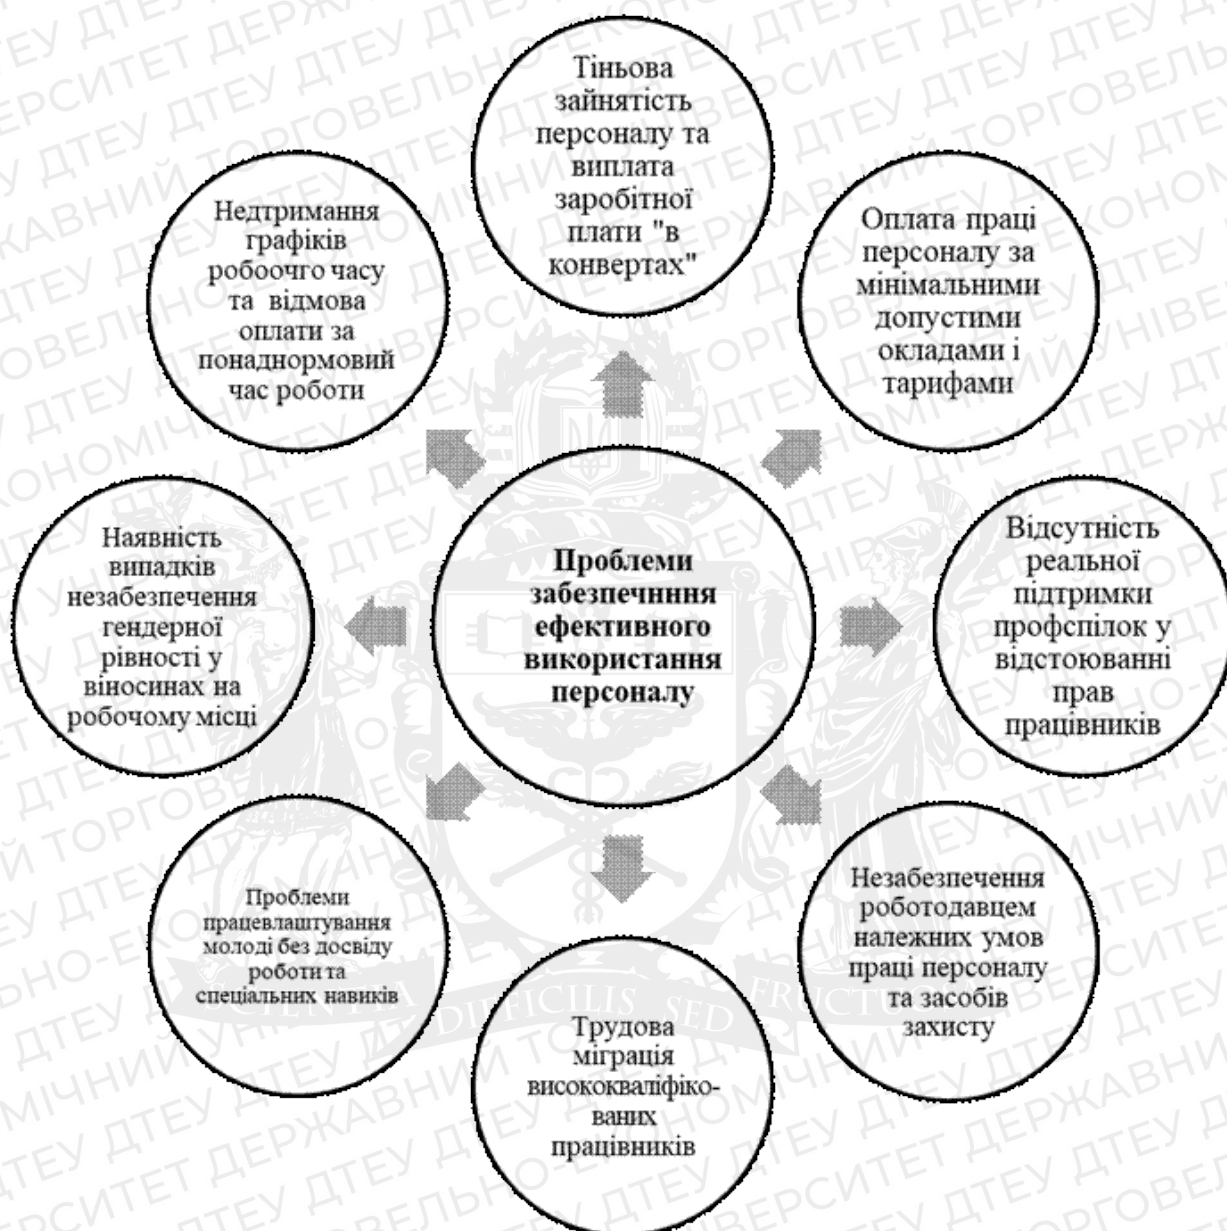 Тіньова
зайнятість
персоналу та
виплата
заробітної
плати "в
конвертах"
Оплата праці
персоналу за
мінімальними
допустими
окладами і
тарифами
Відсутність
реальної
підтримки
профспілок у
відстоюванні
прав
працівників
Незабезпечення
роботодавцем
належних умов
праці персоналу
та засобів
захисту
Трудова
міграція
висококваліфіко-
ваних
працівників
Проблеми
працевлаштування
молоді без досвіду
роботи та
спеціальних навиків
Наявність
випадків
незабезпечення
гендерної
рівності у
віносинах на
робочому місці
Недтримання
графіків
робоочго часу
та відмова
оплати за
понаднормовий
час роботи
Проблеми
забезпечнння
ефективного
використання
персоналу